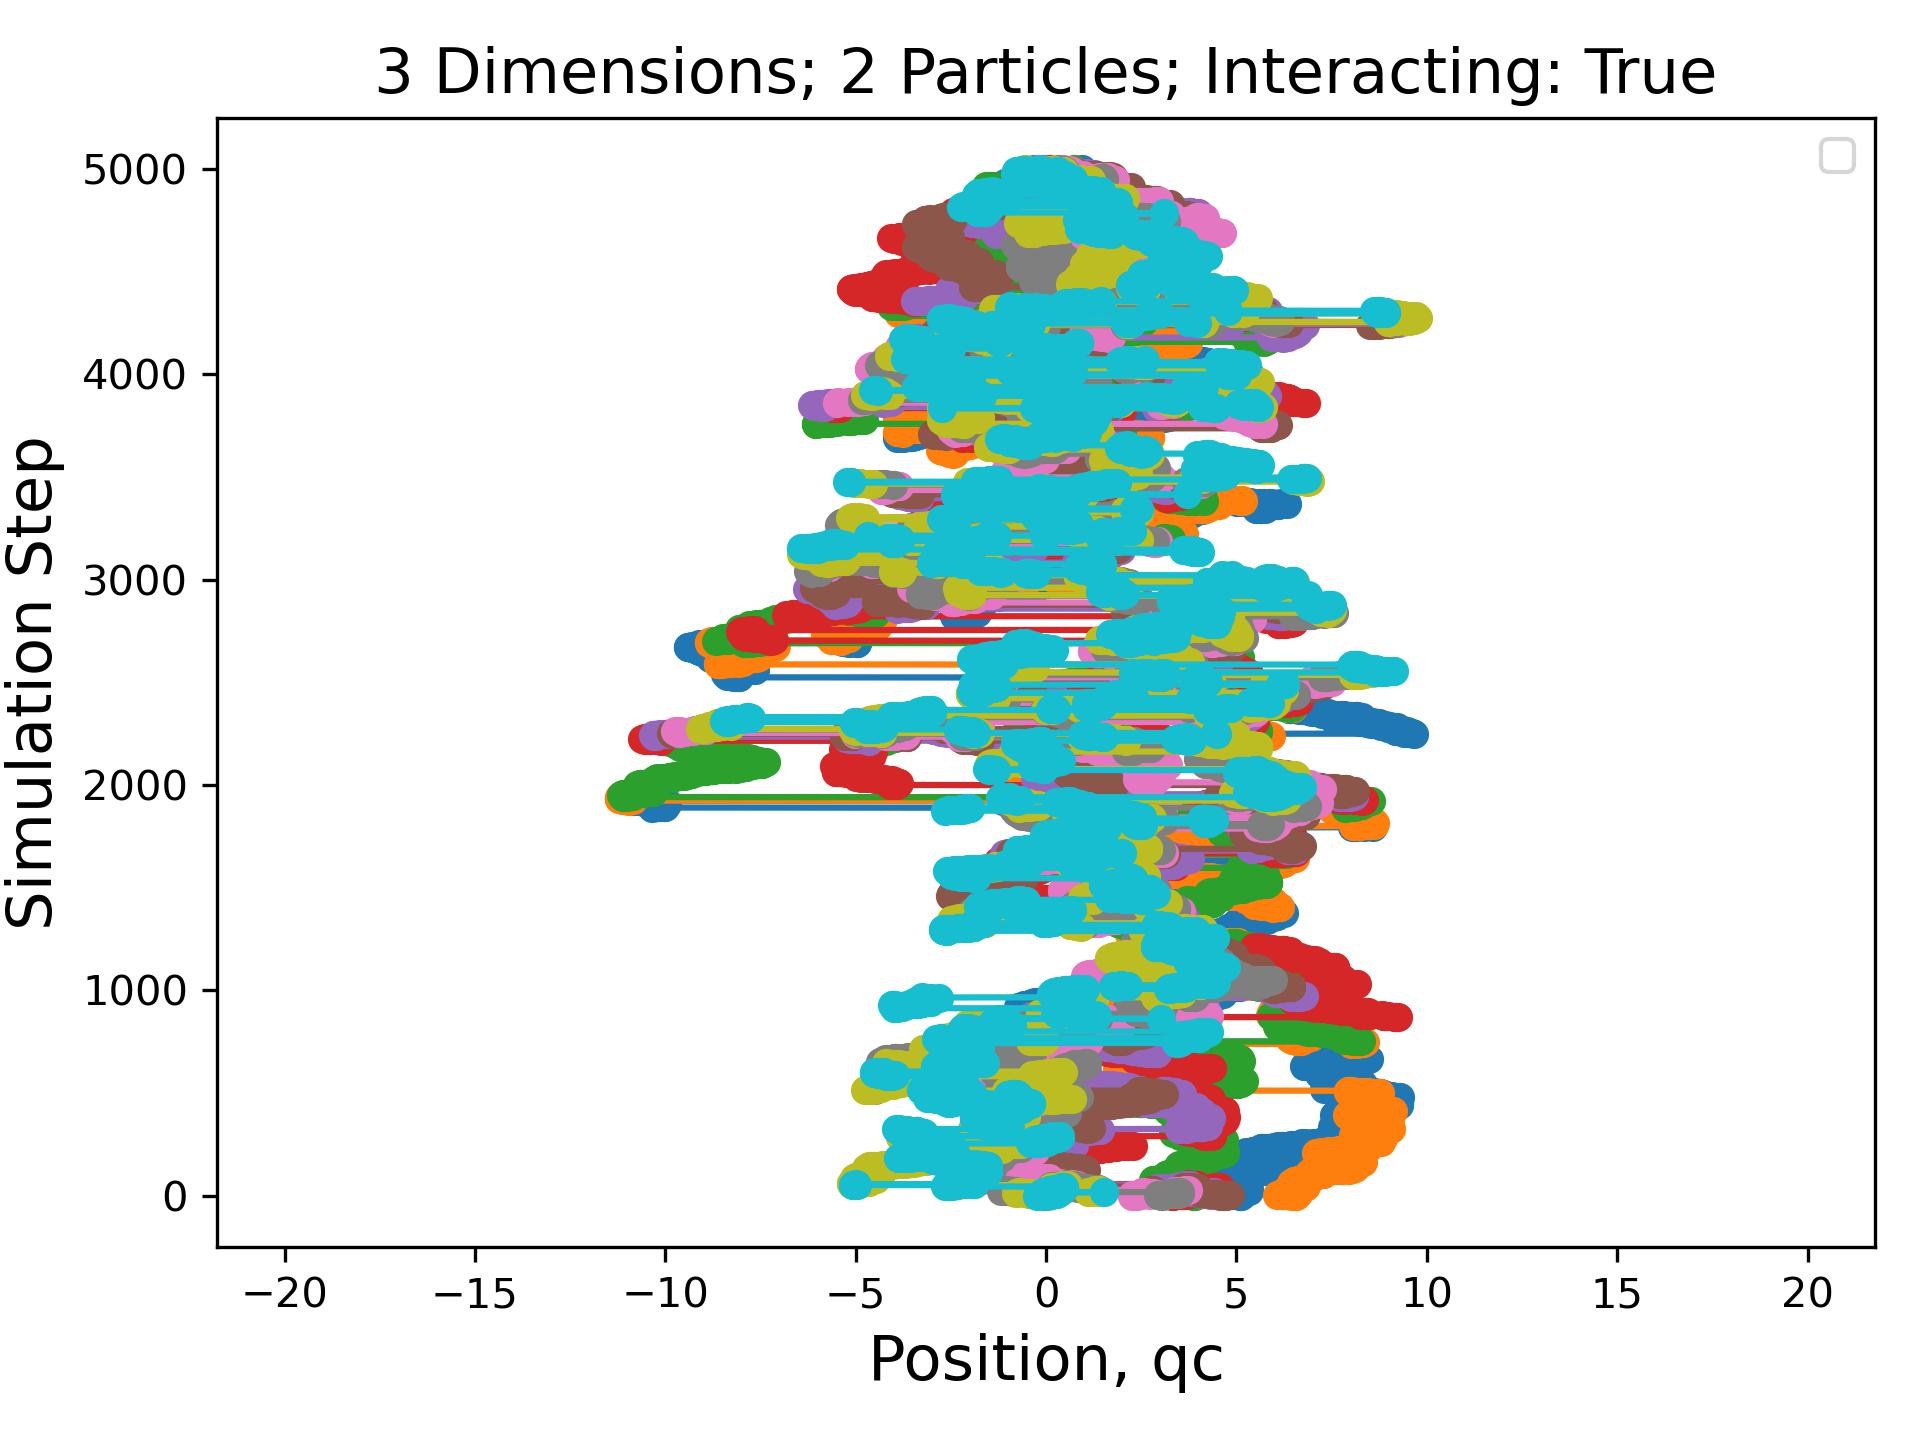 3 Dimensions; 2 Particles; Interacting: True
5000
4000
3000
2000
1000
0
Simulation Step
−20 −15 −10 −5 0 5 10 15 20
Position, qc